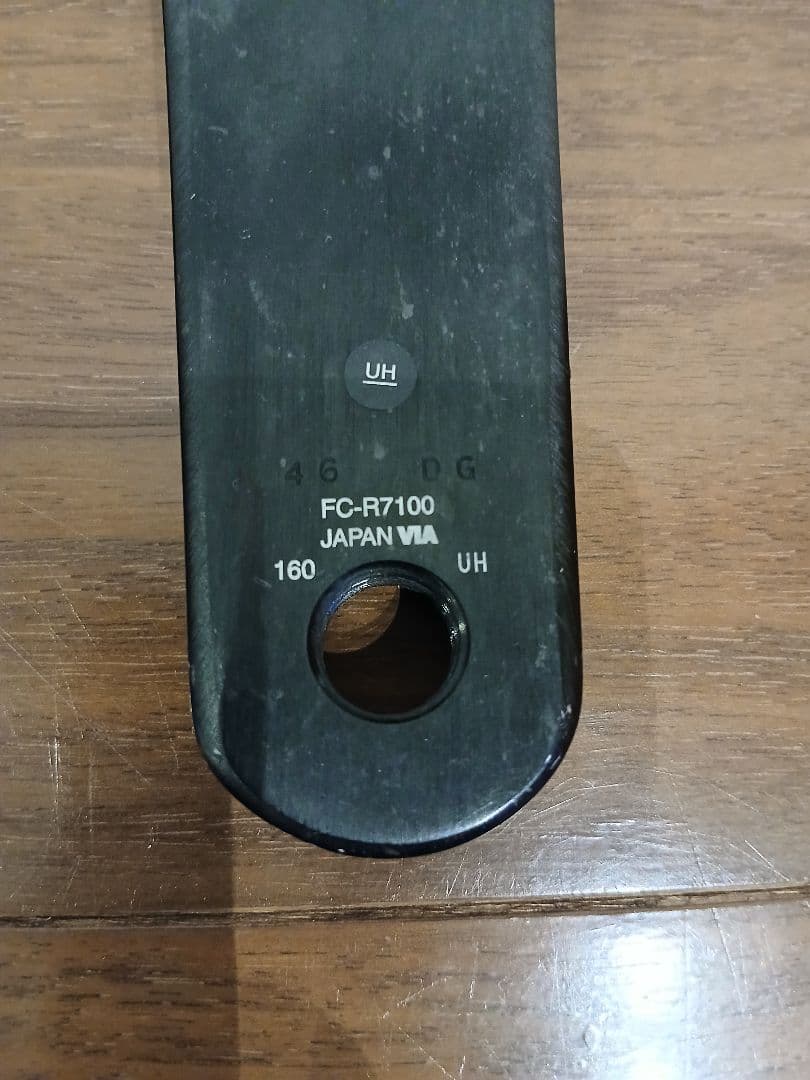 UH
46 DG
FC-R7100
JAPAN VIA
160 UH